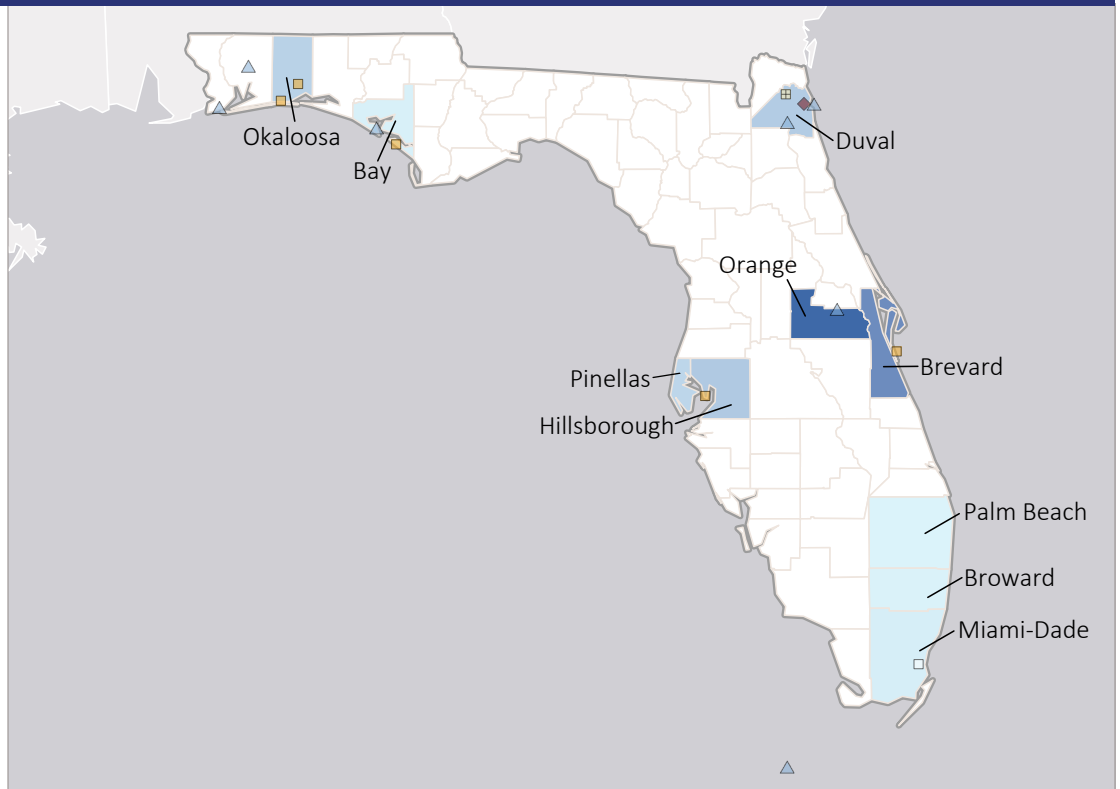 Okaloosa
Bay
Duval
Orange
Brevard
Pinellas
Hillsborough
Palm Beach
Broward
Miami-Dade